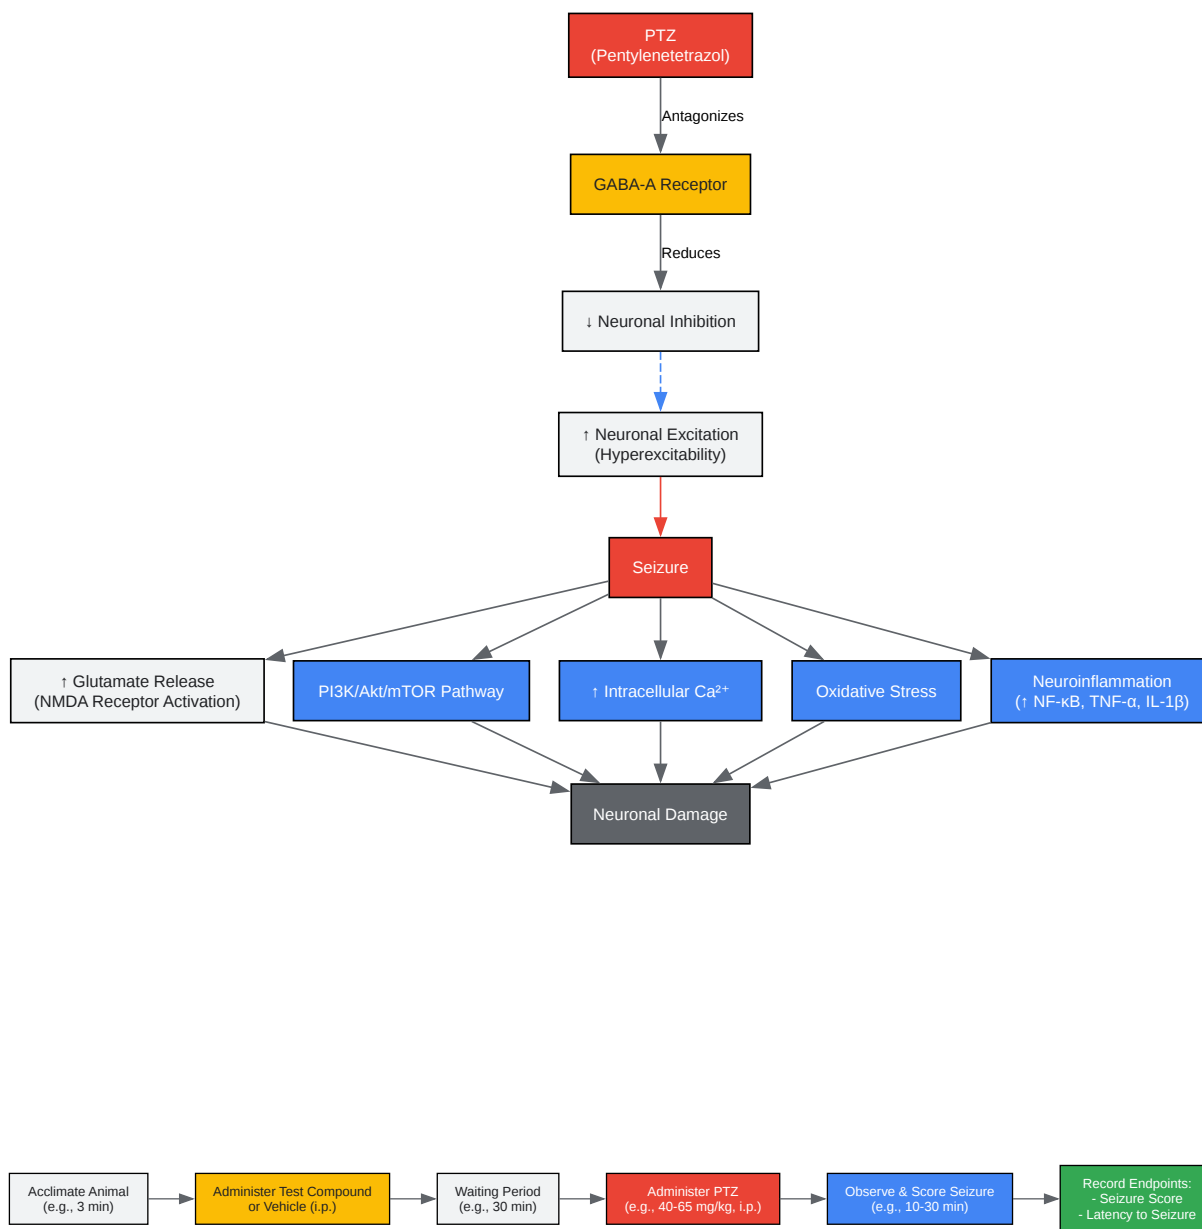 PTZ
(Pentylenetetrazol)
Antagonizes
GABA-A Receptor
Reduces
↓ Neuronal Inhibition
↑ Neuronal Excitation
(Hyperexcitability)
Seizure
↑ Glutamate Release
(NMDA Receptor Activation)
PI3K/Akt/mTOR Pathway
↑ Intracellular Ca²⁺
Oxidative Stress
Neuroinflammation
(↑ NF-κB, TNF-α, IL-1β)
Neuronal Damage
Acclimate Animal
(e.g., 3 min)
Administer Test Compound
or Vehicle (i.p.)
Waiting Period
(e.g., 30 min)
Administer PTZ
(e.g., 40-65 mg/kg, i.p.)
Observe & Score Seizure
(e.g., 10-30 min)
Record Endpoints:
- Seizure Score
- Latency to Seizure